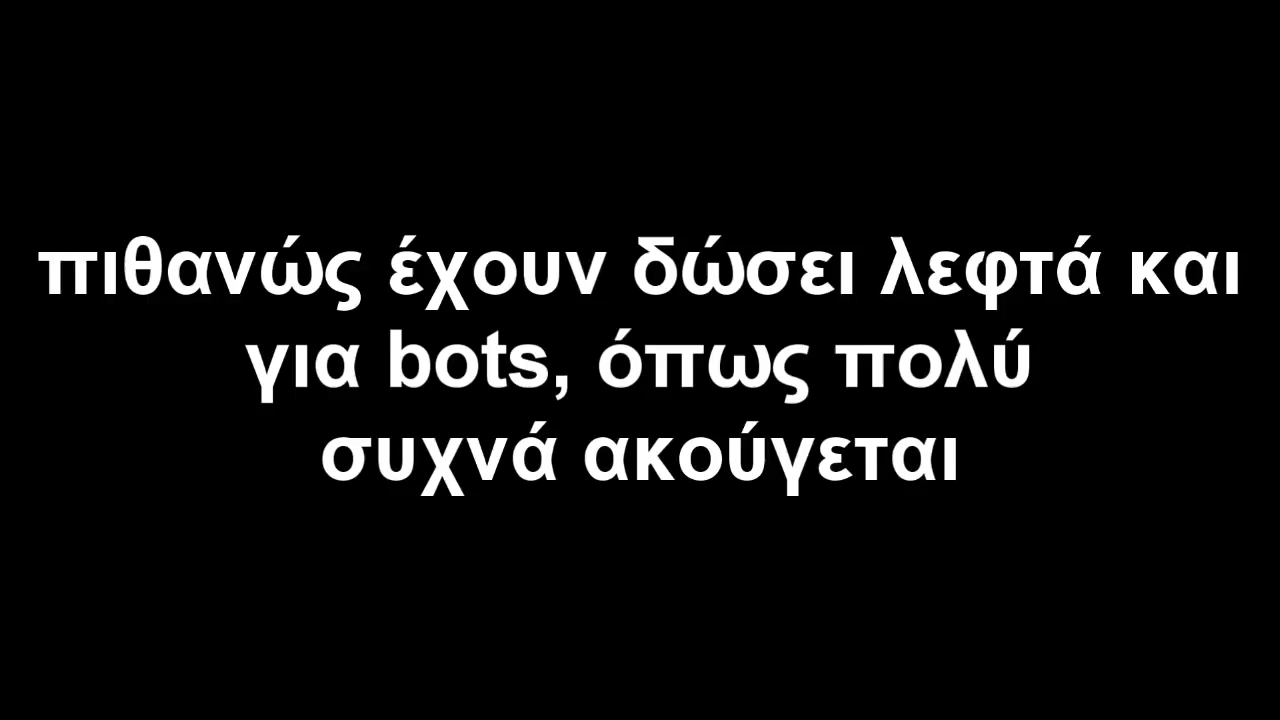 πιθανώς έχουν δώσει λεφτά και
για bots, όπως πολύ
συχνά ακούγεται